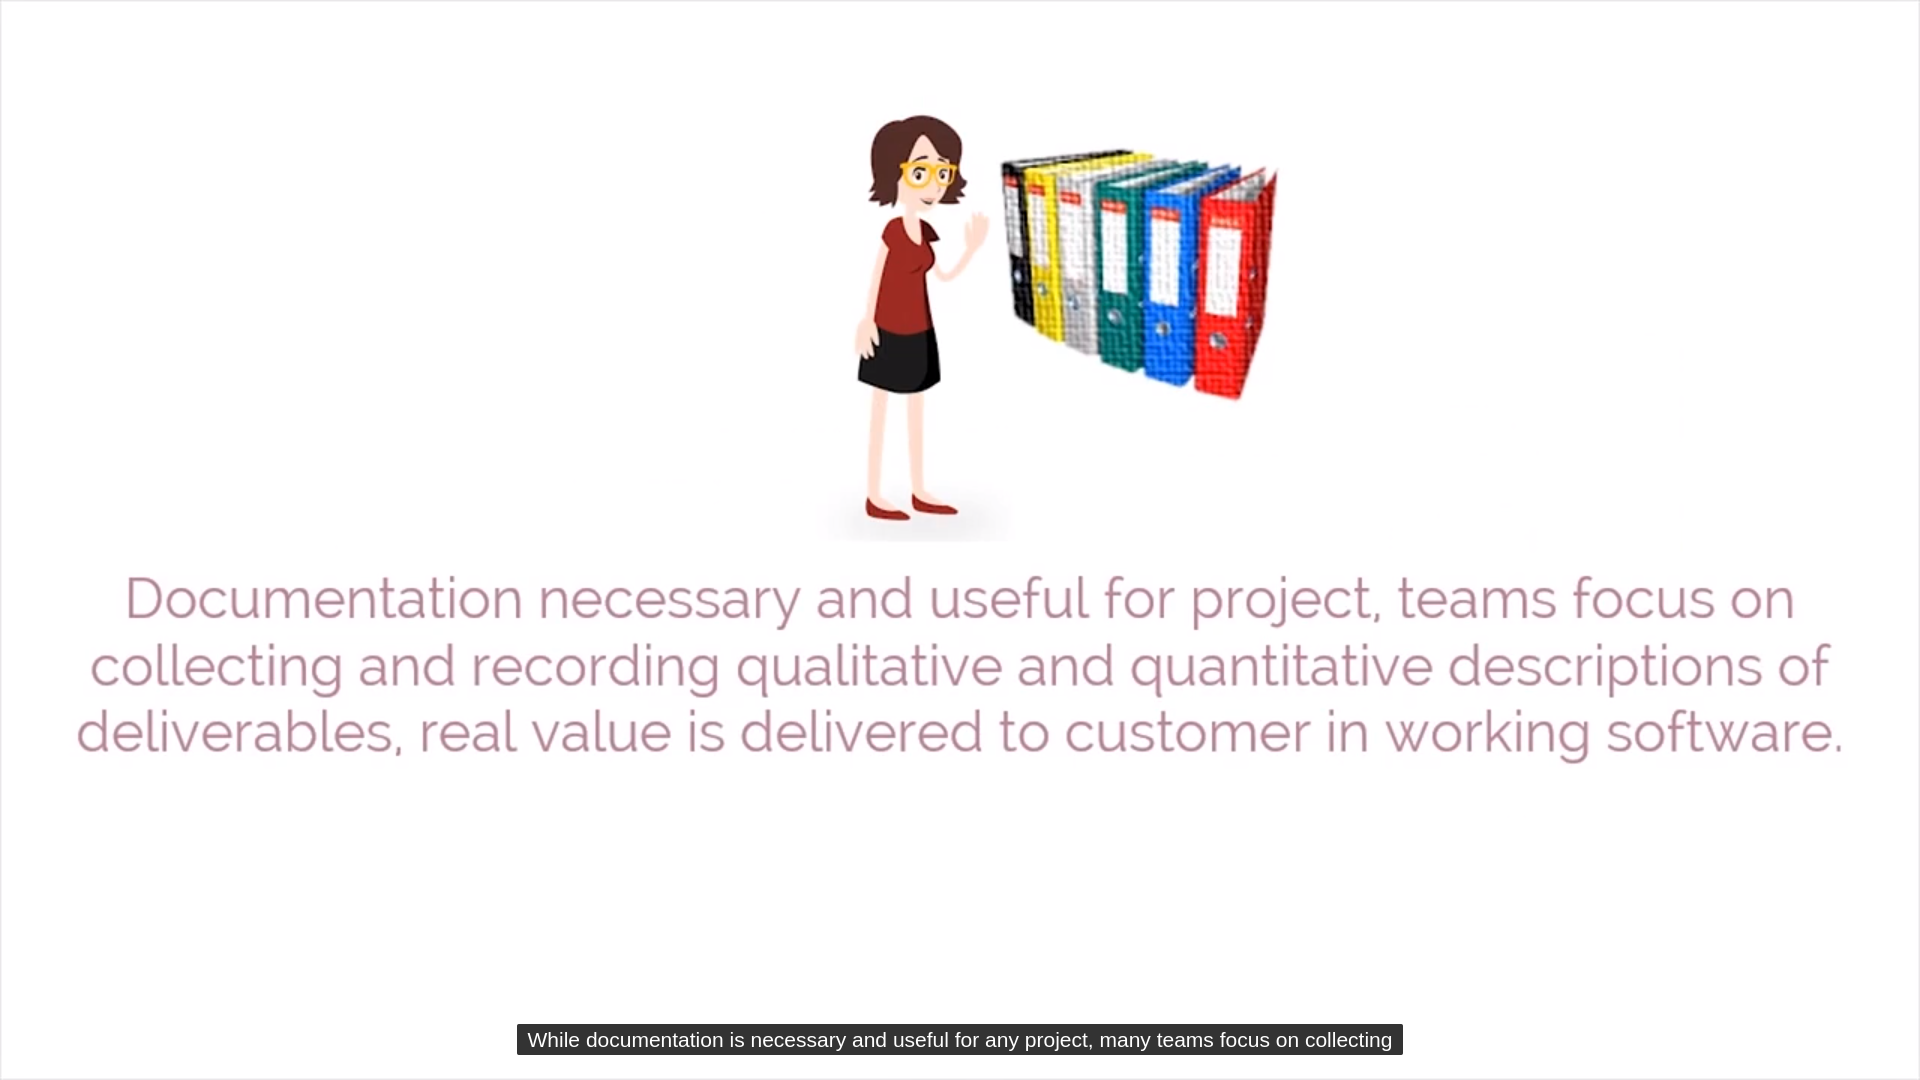 Documentation necessary and useful for project, teams focus on
collecting and recording qualitative and quantitative descriptions of
deliverables, real value is delivered to customer in working software.
While documentation is necessary and useful for any project, many teams focus on collecting